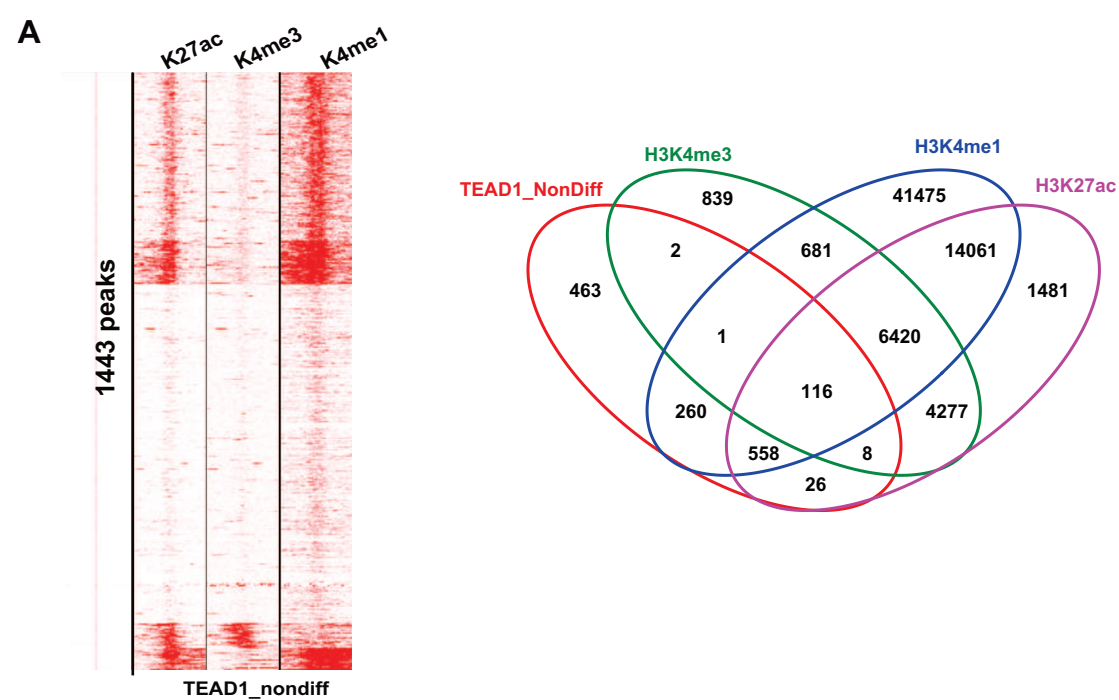 A
K27ac
K4me3
K4me1
1443 peaks
TEAD1_nondiff
H3K4me3
H3K4me1
TEAD1_NonDiff
H3K27ac
839
41475
2
681
14061
463
1481
1
6420
116
260
4277
558
8
26